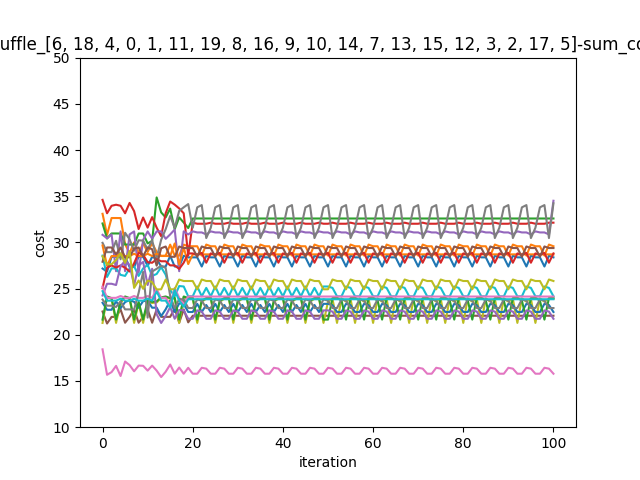 uffle_[6, 18, 4, 0, 1, 11, 19, 8, 16, 9, 10, 14, 7, 13, 15, 12, 3, 2, 17, 5]-sum_co
50
45
40
35
30
25
20
15
10
cost
0 20 40 60 80 100
iteration